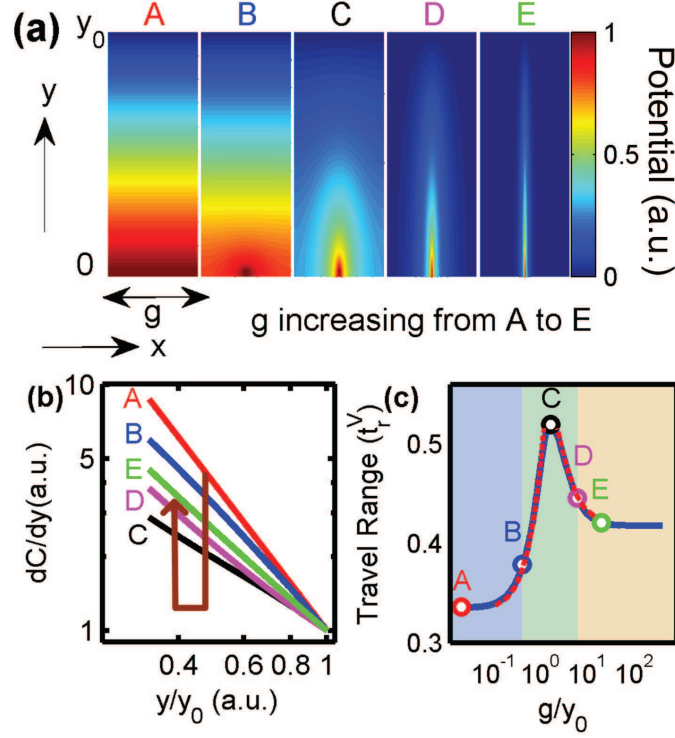 (a)
y₀
A B C D E
y
0
1
0.5
0
Potential (a.u.)
g
x
g increasing from A to E
(b)
10
5
1
dC/dy(a.u.)
A
B
E
D
C
0.4 0.6 0.8 1
y/y₀ (a.u.)
(c)
0.5
0.4
0.3
Travel Range (tᵣⱽ)
C
D
E
B
A
10⁻¹ 10⁰ 10¹ 10²
g/y₀